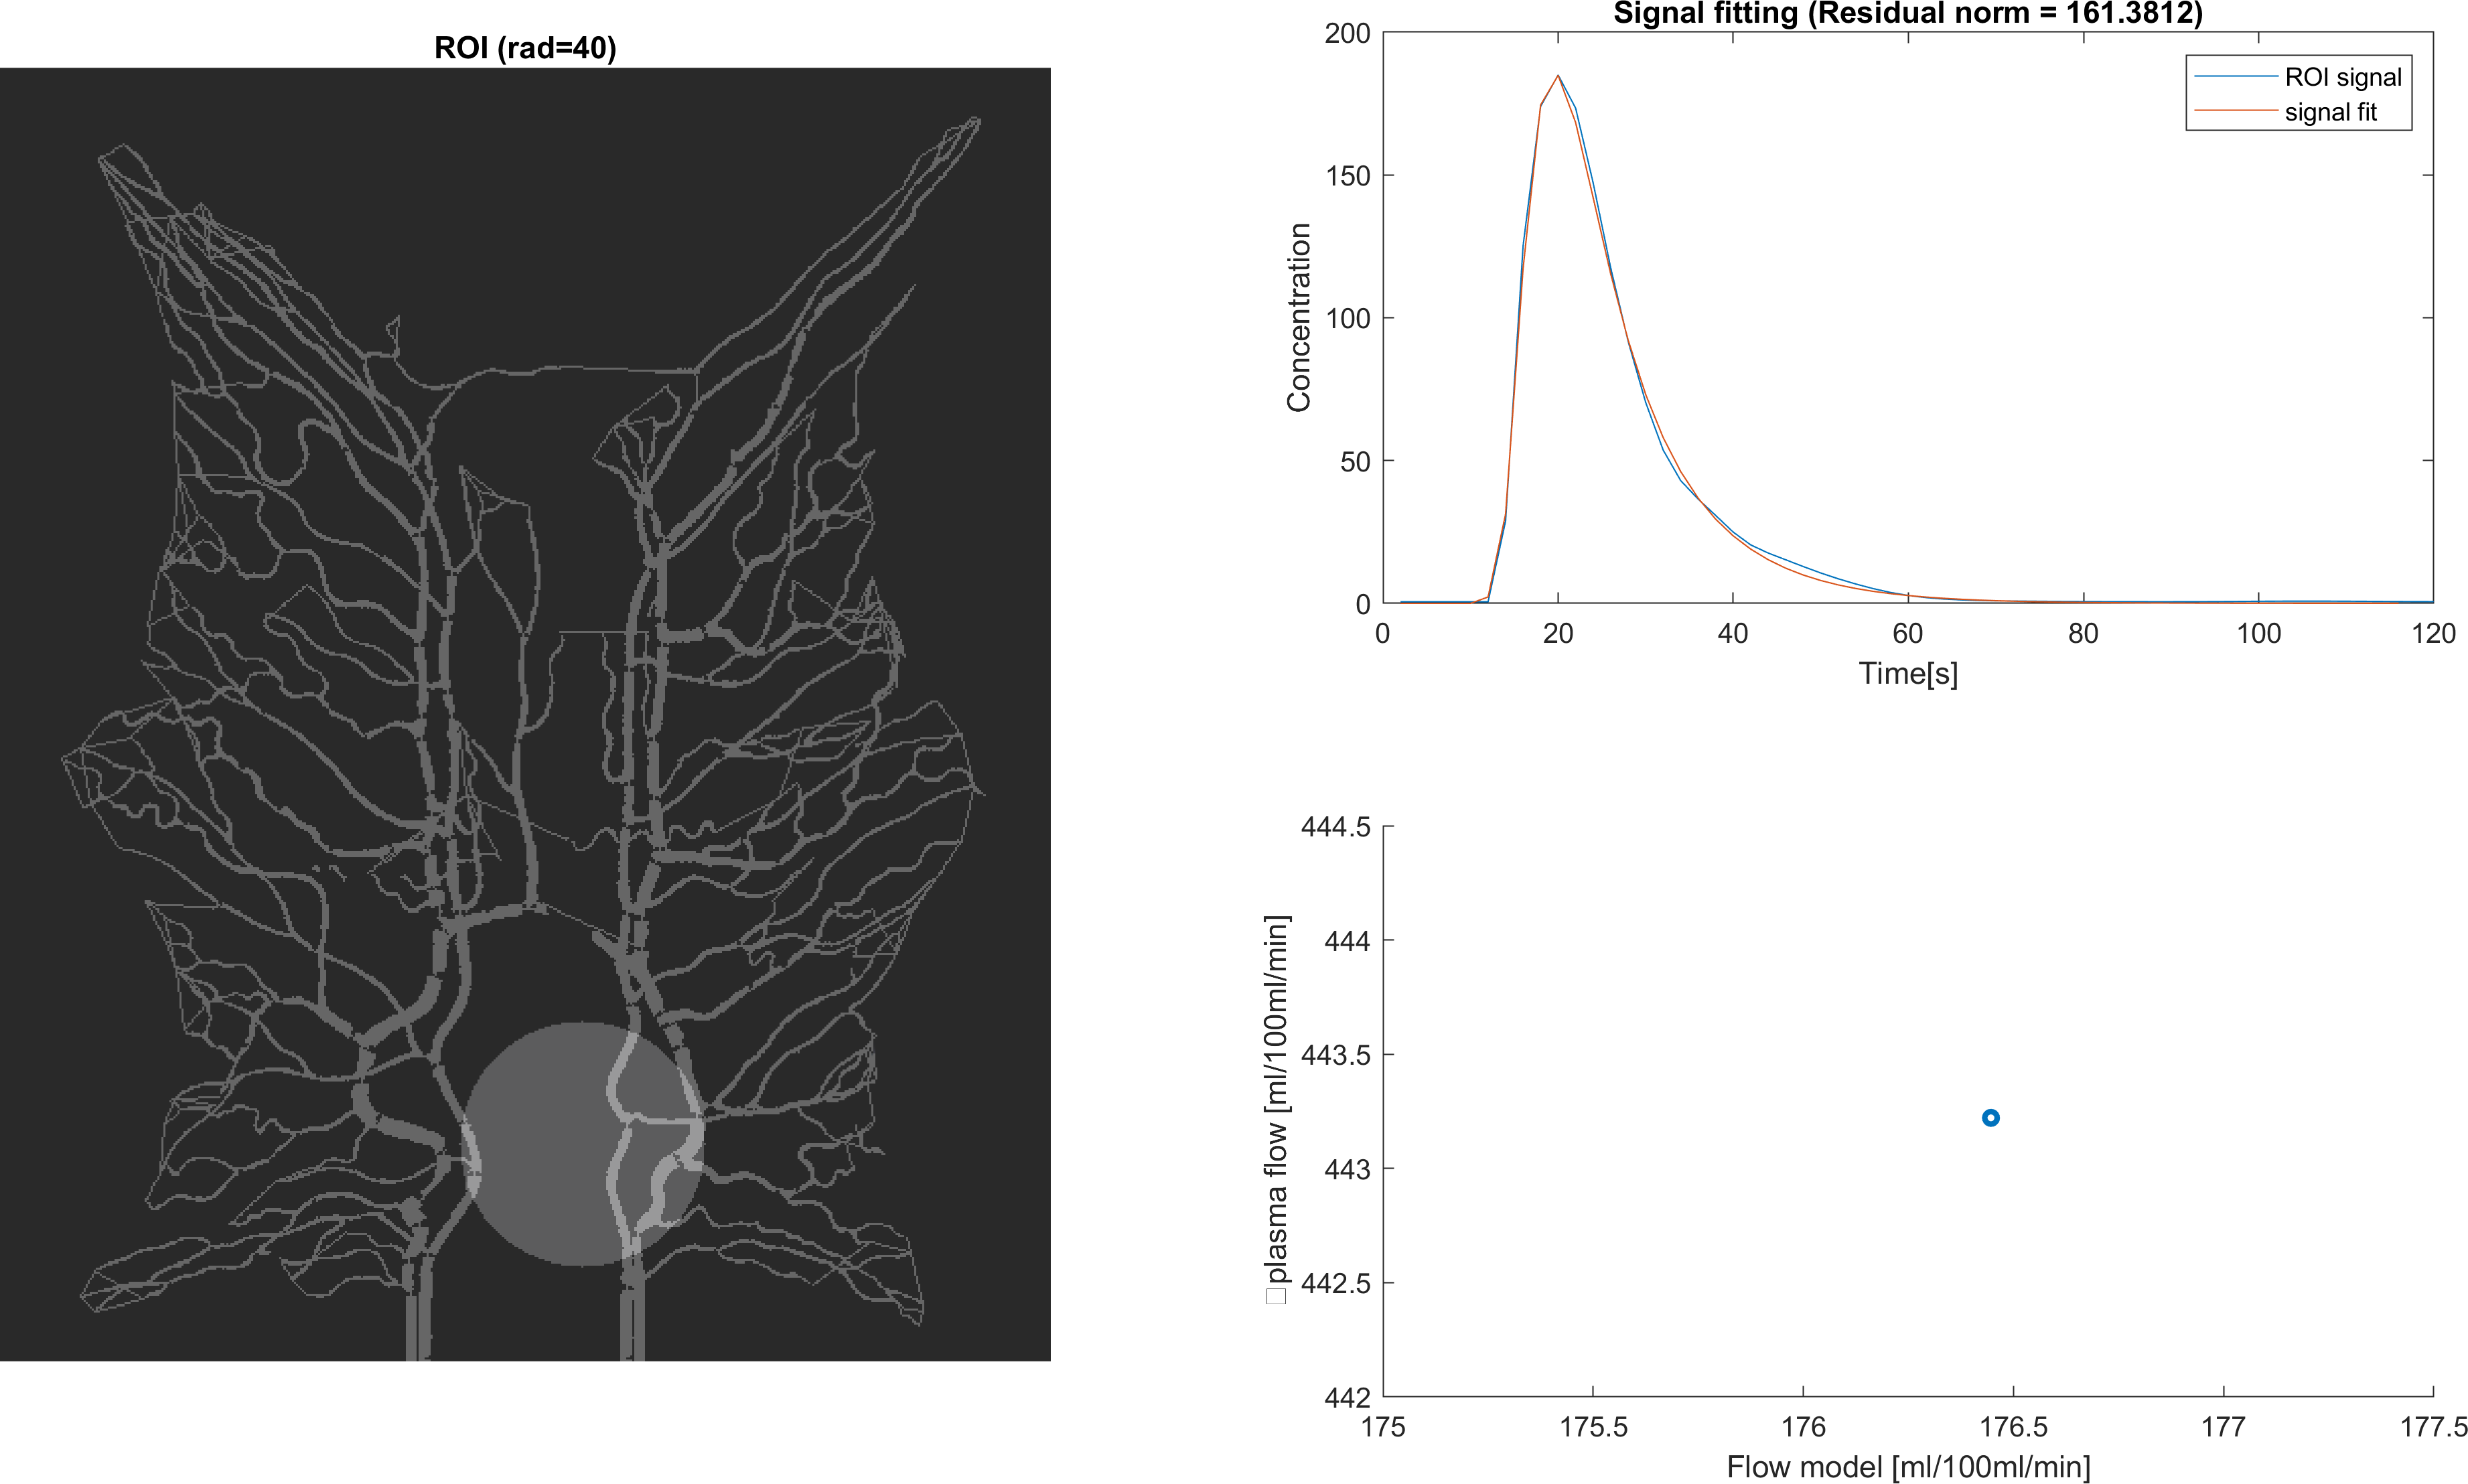 ROI (rad=40)
Signal fitting (Residual norm = 161.3812)
200
150
100
50
0
Concentration
ROI signal
signal fit
0 20 40 60 80 100 120
Time[s]
444.5
444
443.5
443
442.5
442
□ plasma flow [ml/100ml/min]
175 175.5 176 176.5 177 177.5
Flow model [ml/100ml/min]